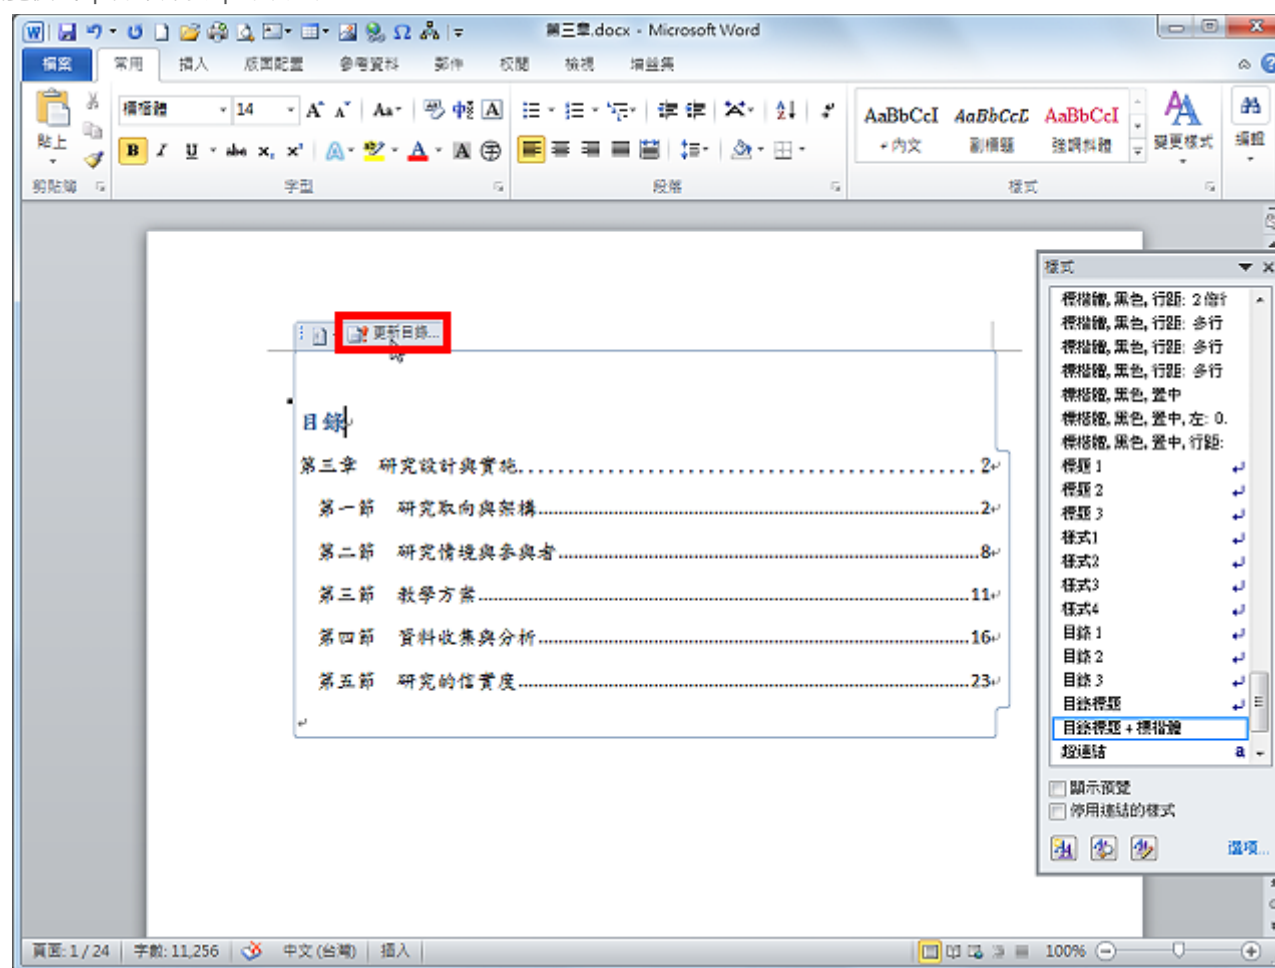 第三章.docx - Microsoft Word
檔案 常用 插入 版面配置 參考資料 郵件 校閱 檢視 增益集
標楷體 14
AaBbCcI AaBbCcD AaBbCcI
貼上
內文 副標題 強調斜體 變更樣式 編輯
剪貼簿 字型 段落 樣式
樣式
更新目錄...
目錄
第三章 研究設計與實施 2
第一節 研究取向與架構 2
第二節 研究情境與參與者 8
第三節 教學方案 11
第四節 資料收集與分析 16
第五節 研究的信實度 23
標楷體, 黑色, 行距: 2 倍行
標楷體, 黑色, 行距: 多行
標楷體, 黑色, 行距: 多行
標楷體, 黑色, 行距: 多行
標楷體, 黑色, 置中
標楷體, 黑色, 置中, 左: 0.
標楷體, 黑色, 置中, 行距:
標題 1
標題 2
標題 3
樣式1
樣式2
樣式3
樣式4
目錄 1
目錄 2
目錄 3
目錄標題
目錄標題 + 標楷體
超連結
顯示預覽
停用連結的樣式
選項...
頁面: 1 / 24 字數: 11,256 中文 (台灣) 插入 100%